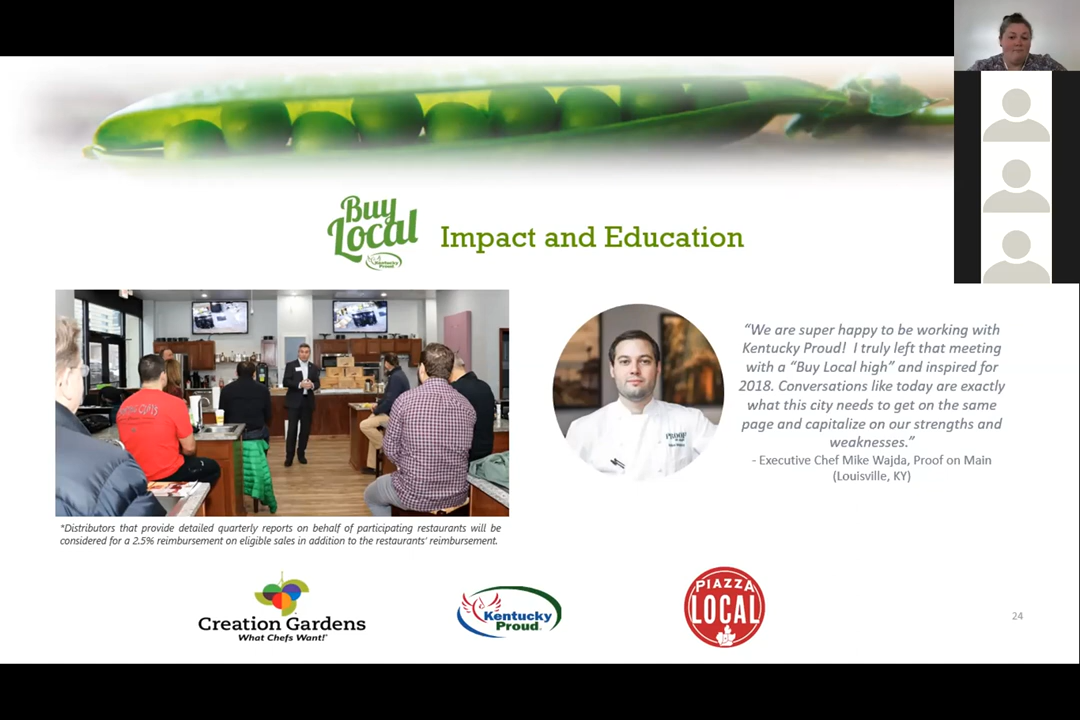 Buy
Local
Kentucky
Proud
Impact and Education
“We are super happy to be working with
Kentucky Proud!  I truly left that meeting
with a “Buy Local high” and inspired for
2018. Conversations like today are exactly
what this city needs to get on the same
page and capitalize on our strengths and
weaknesses.”
- Executive Chef Mike Wajda, Proof on Main
(Louisville, KY)
*Distributors that provide detailed quarterly reports on behalf of participating restaurants will be
considered for a 2.5% reimbursement on eligible sales in addition to the restaurants' reimbursement.
Creation Gardens
What Chefs Want!
Kentucky
Proud
PIAZZA
LOCAL
24